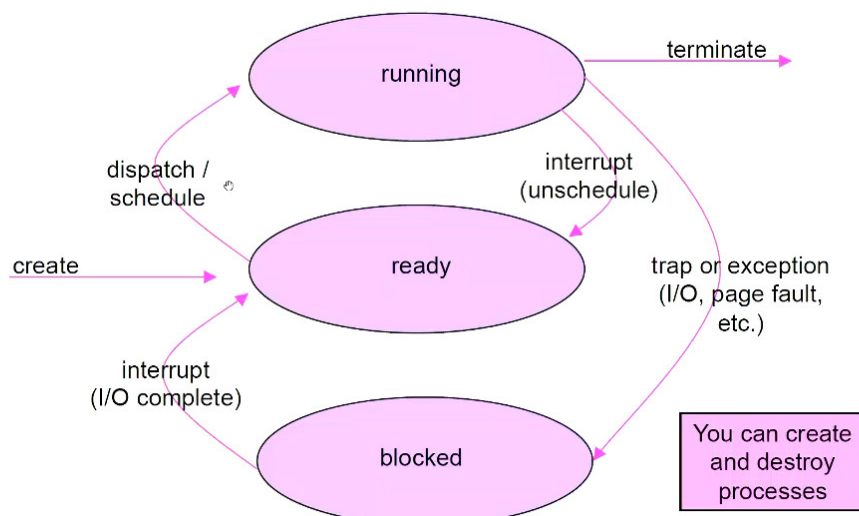 running
terminate
dispatch /
schedule
interrupt
(unschedule)
create
ready
trap or exception
(I/O, page fault,
etc.)
interrupt
(I/O complete)
blocked
You can create
and destroy
processes